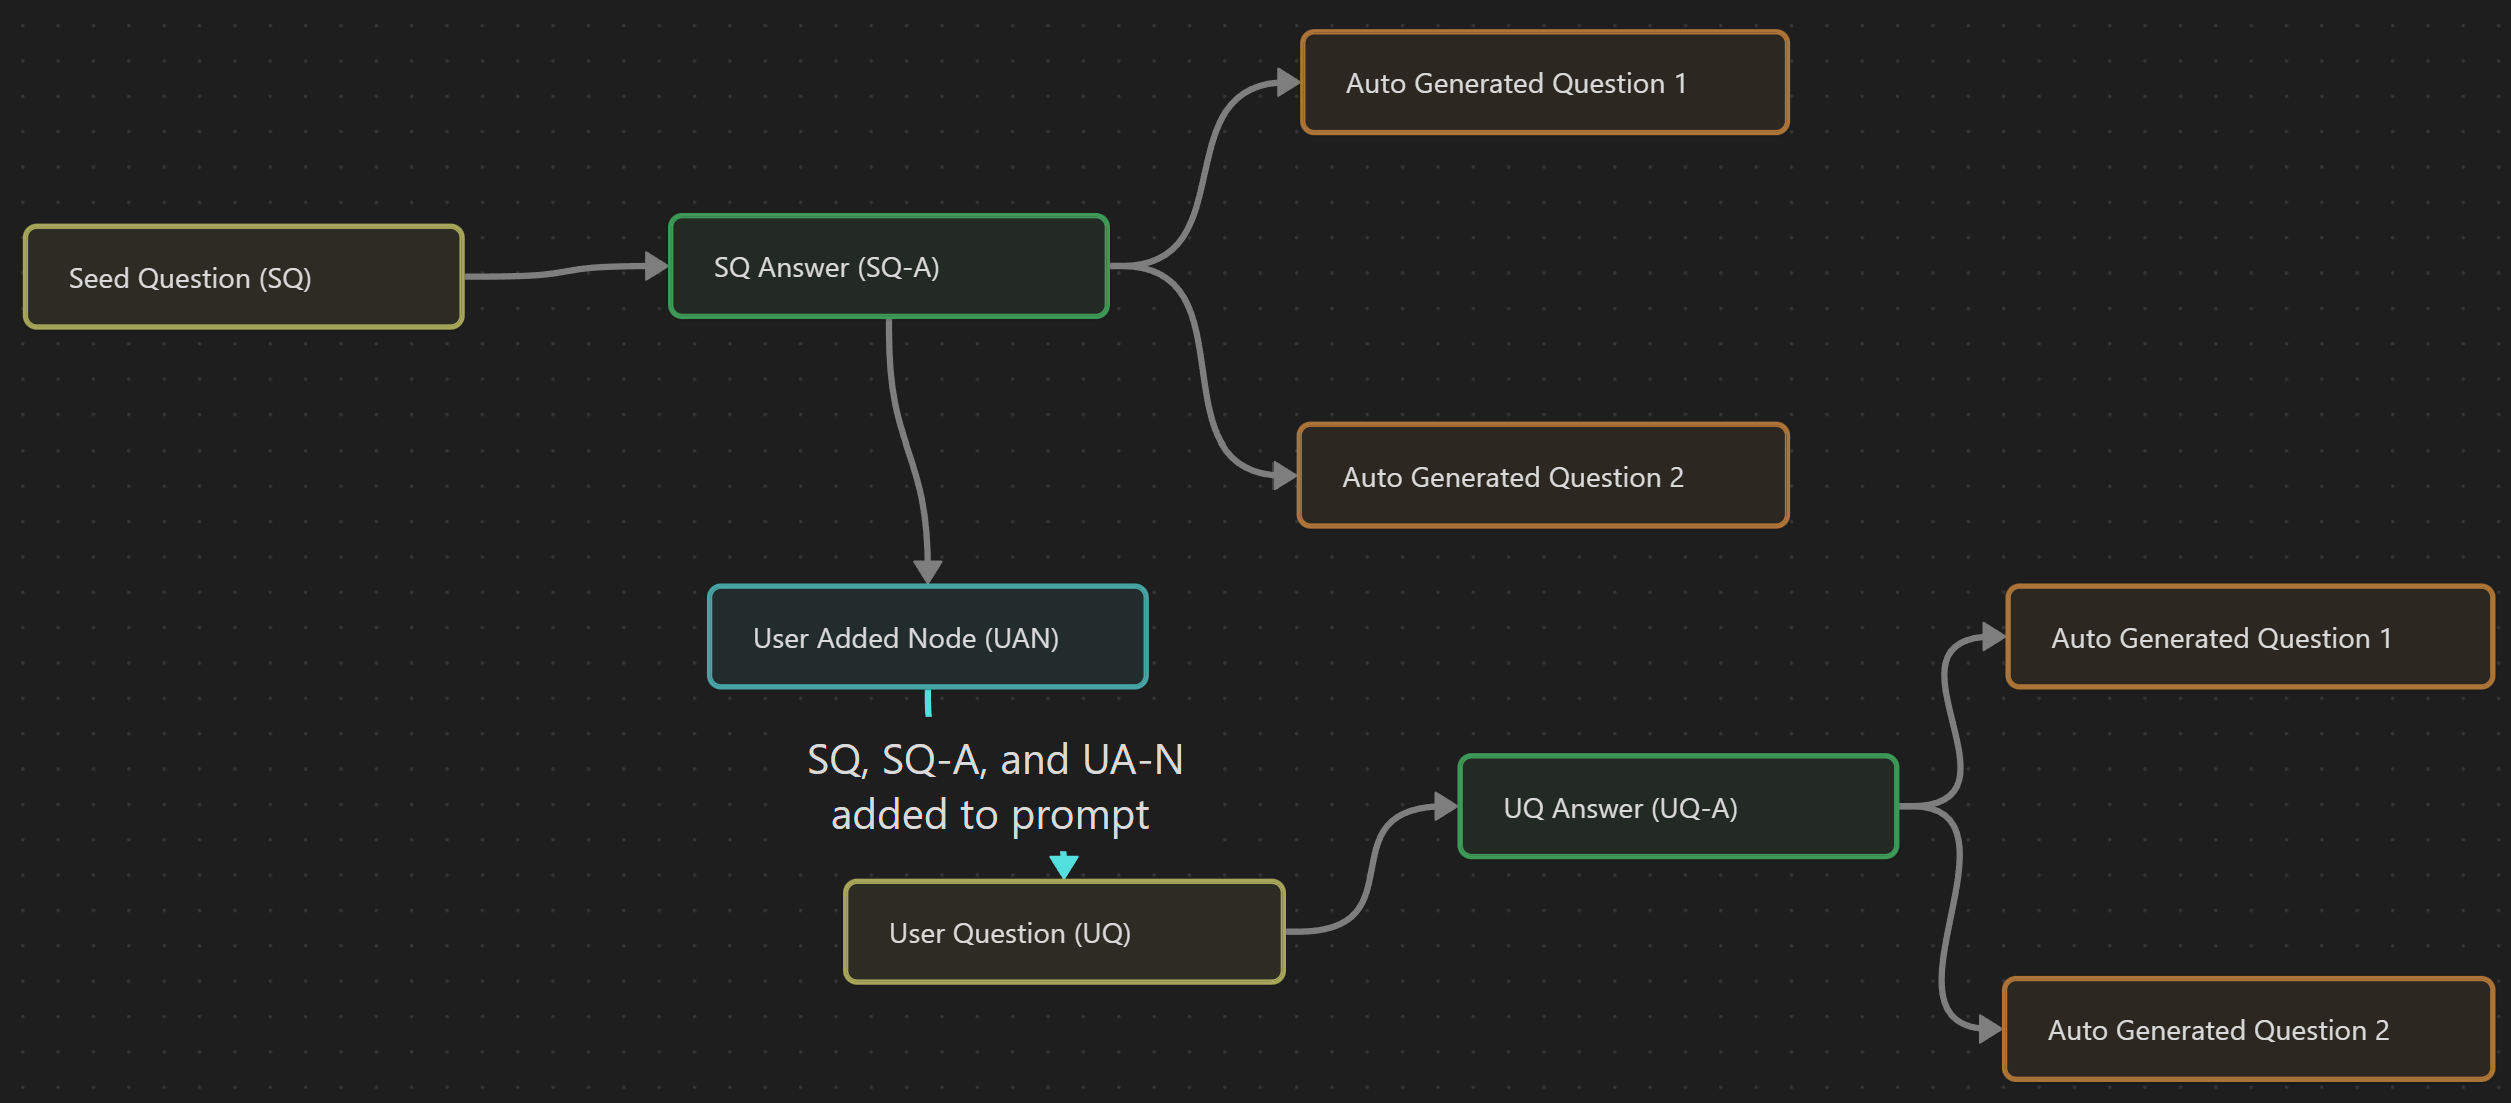 Auto Generated Question 1
Seed Question (SQ)
SQ Answer (SQ-A)
Auto Generated Question 2
User Added Node (UAN)
SQ, SQ-A, and UA-N
added to prompt
User Question (UQ)
UQ Answer (UQ-A)
Auto Generated Question 1
Auto Generated Question 2